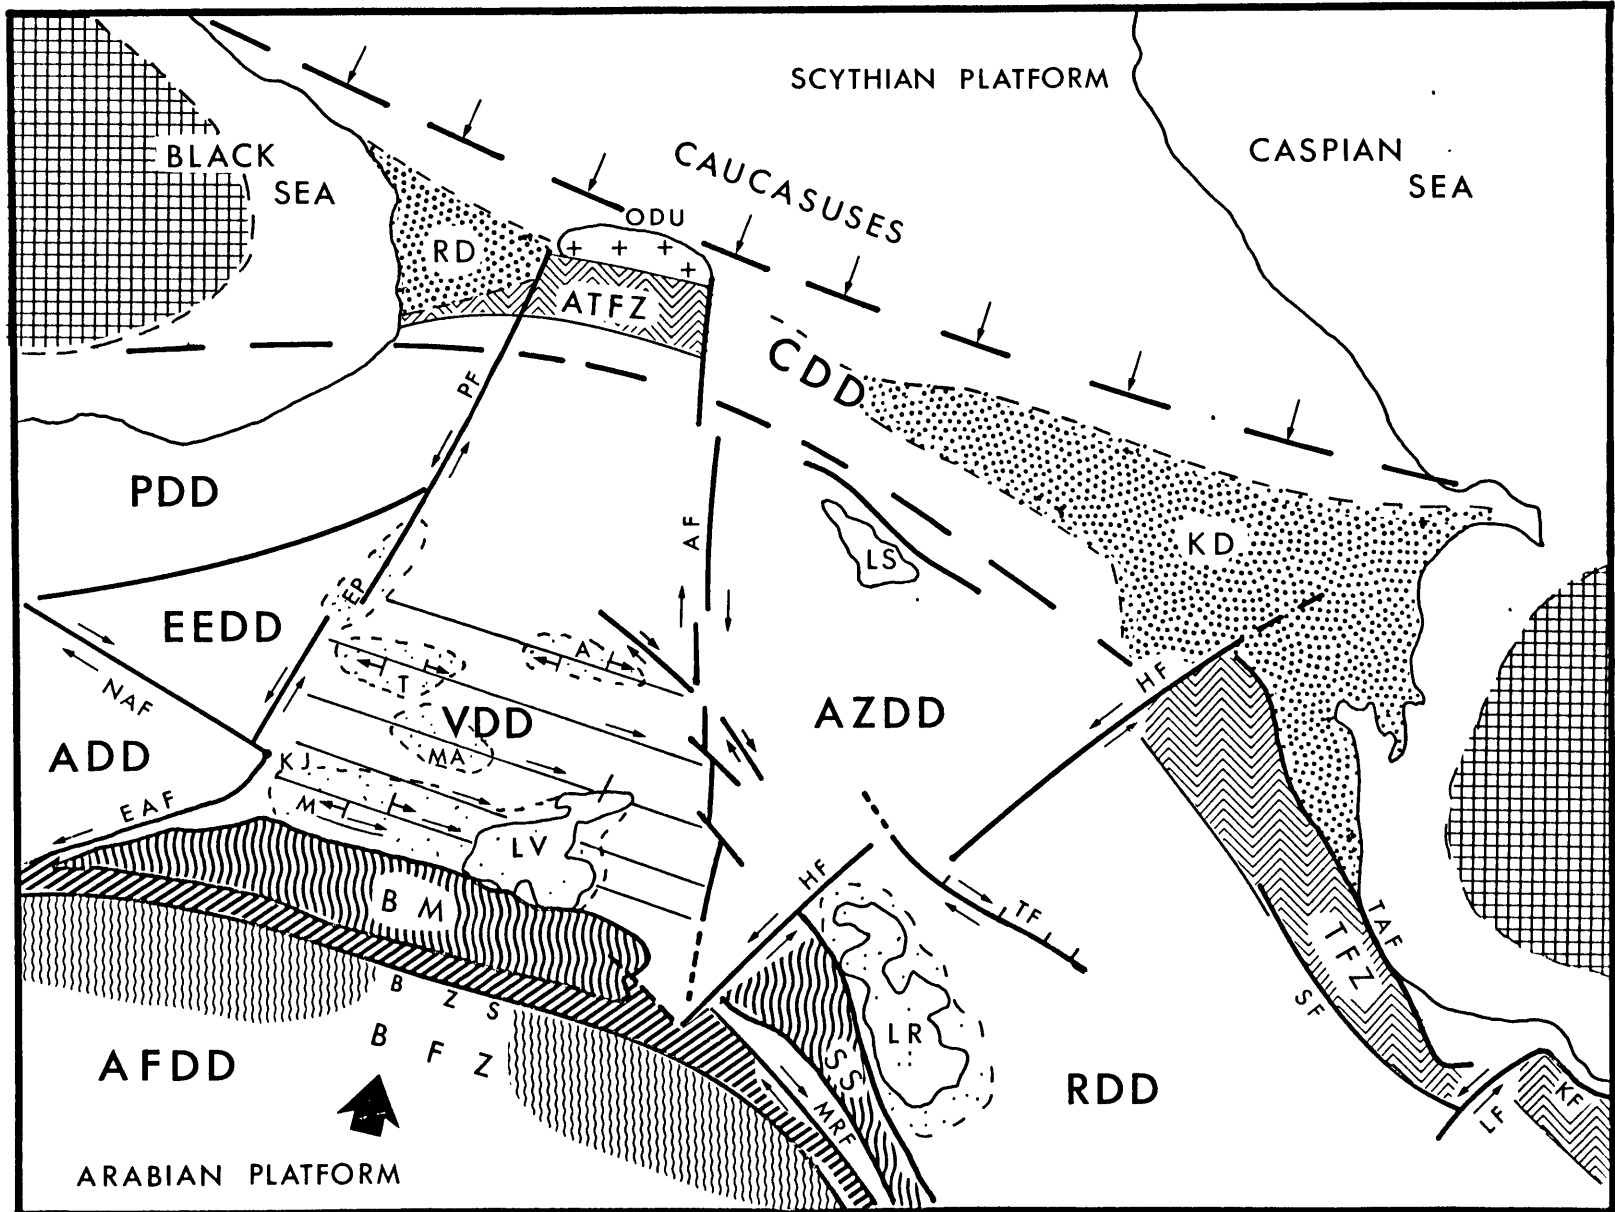 SCYTHIAN PLATFORM
BLACK
SEA
CASPIAN
SEA
CAUCASUSES
ODU
RD
ATFZ
CDD
PF
PDD
AF
LS
KD
EP
EEDD
A
T
HF
NAF
VDD
AZDD
ADD
MA
KJ
M
EAF
LV
HF
BM
TF
TAF
TFZ
BZS
SF
BFZ
LR
AFDD
SS
RDD
MRF
LF
KF
ARABIAN PLATFORM